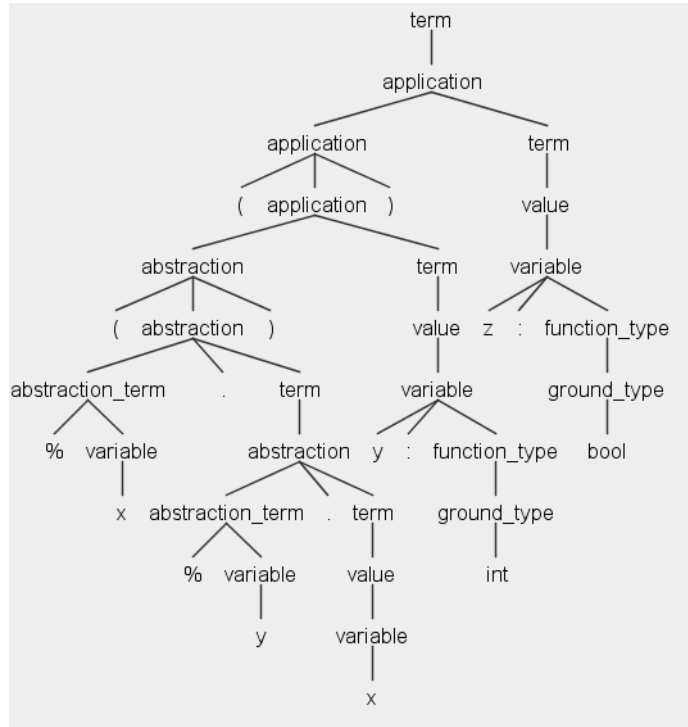 term
application
application term
( application ) value
abstraction term variable
( abstraction ) value z : function_type
abstraction_term . term variable ground_type
% variable abstraction y : function_type bool
x abstraction_term . term ground_type
% variable value int
y variable
x